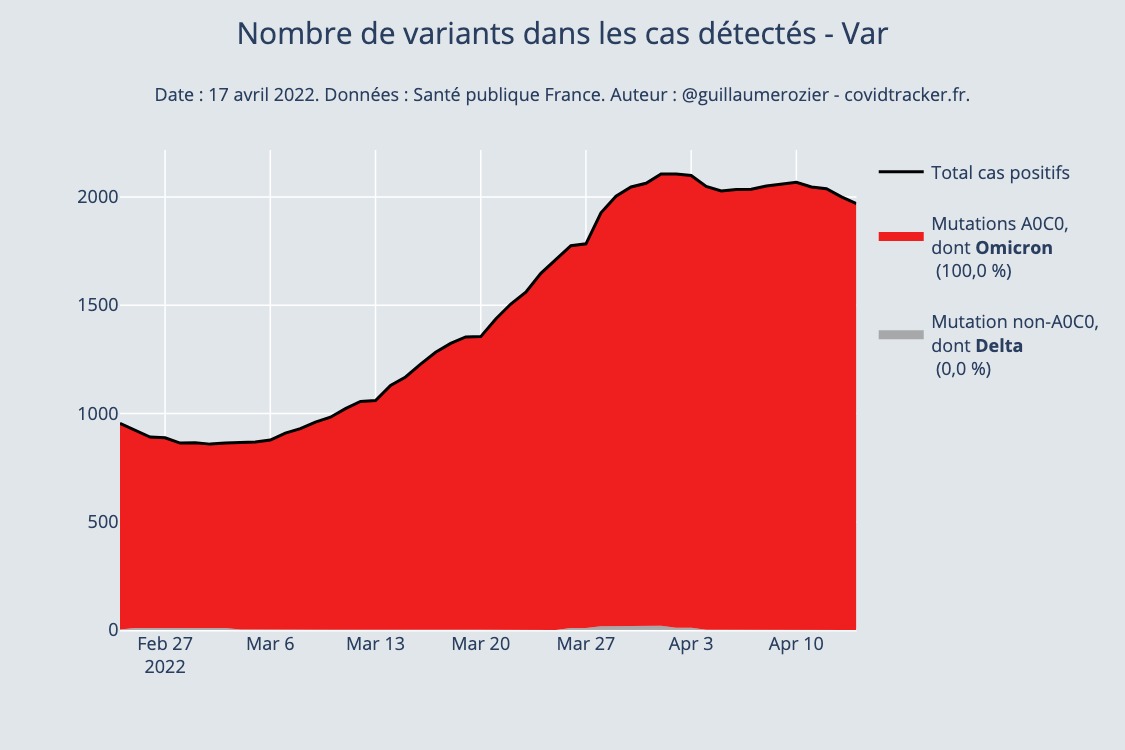 Nombre de variants dans les cas détectés - Var
Date : 17 avril 2022. Données : Santé publique France. Auteur : @guillaumerozier - covidtracker.fr.
2000
1500
1000
500
0
Feb 27
2022
Mar 6
Mar 13
Mar 20
Mar 27
Apr 3
Apr 10
Total cas positifs
Mutations A0C0,
dont Omicron
(100,0 %)
Mutation non-A0C0,
dont Delta
(0,0 %)